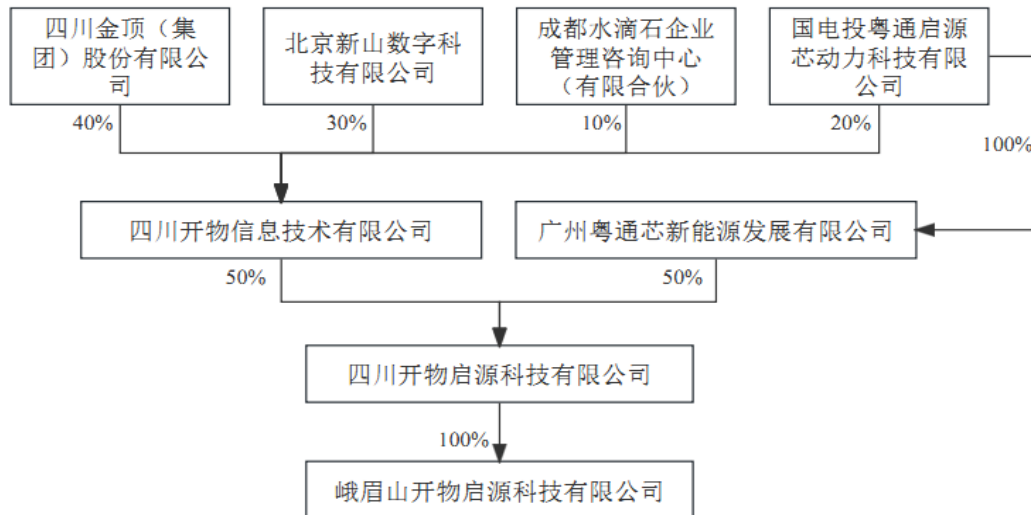 四川金顶（集
团）股份有限公
司
北京新山数字科
技有限公司
成都水滴石企业
管理咨询中心
（有限合伙）
国电投粤通启源
芯动力科技有限
公司
40%
30%
10%
20%
100%
四川开物信息技术有限公司
广州粤通芯新能源发展有限公司
50%
50%
四川开物启源科技有限公司
100%
峨眉山开物启源科技有限公司